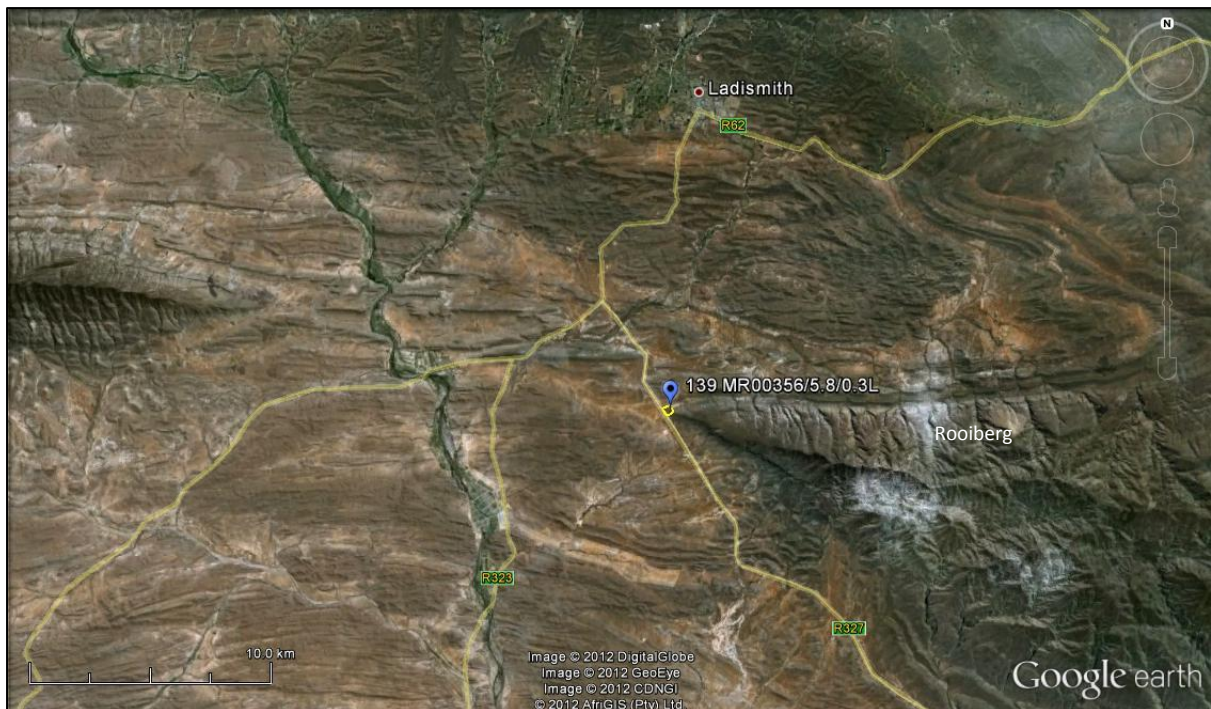 N
Ladismith
R62
139 MR00356/5.8/0.3L
Rooiberg
R323
R327
10.0 km
Image © 2012 DigitalGlobe
Image © 2012 GeoEye
Image © 2012 CDNGI
© 2012 AfriGIS (Pty) Ltd.
Google earth